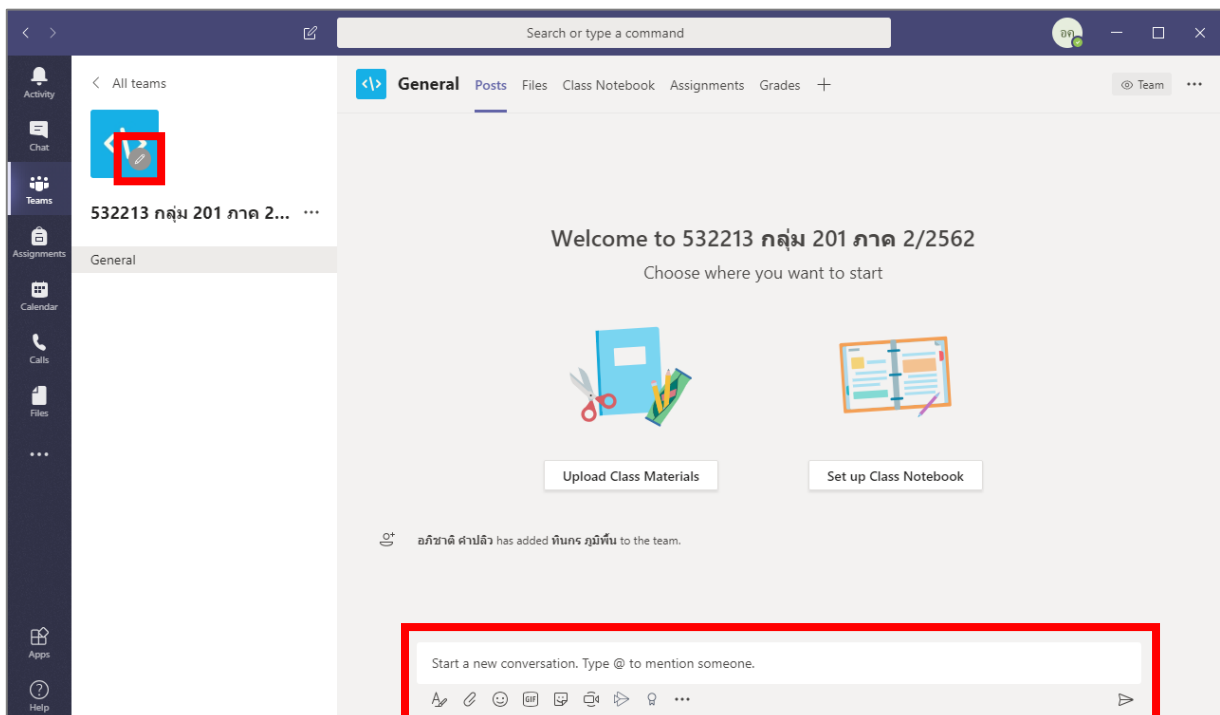 Search or type a command
อค
Activity
Chat
Teams
Assignments
Calendar
Calls
Files
Apps
Help
All teams
532213 กลุ่ม 201 ภาค 2...
General
General Posts Files Class Notebook Assignments Grades
Team
Welcome to 532213 กลุ่ม 201 ภาค 2/2562
Choose where you want to start
Upload Class Materials
Set up Class Notebook
อภิชาติ คำปลิว has added ทินกร ภูมิพื้น to the team.
Start a new conversation. Type @ to mention someone.
GIF